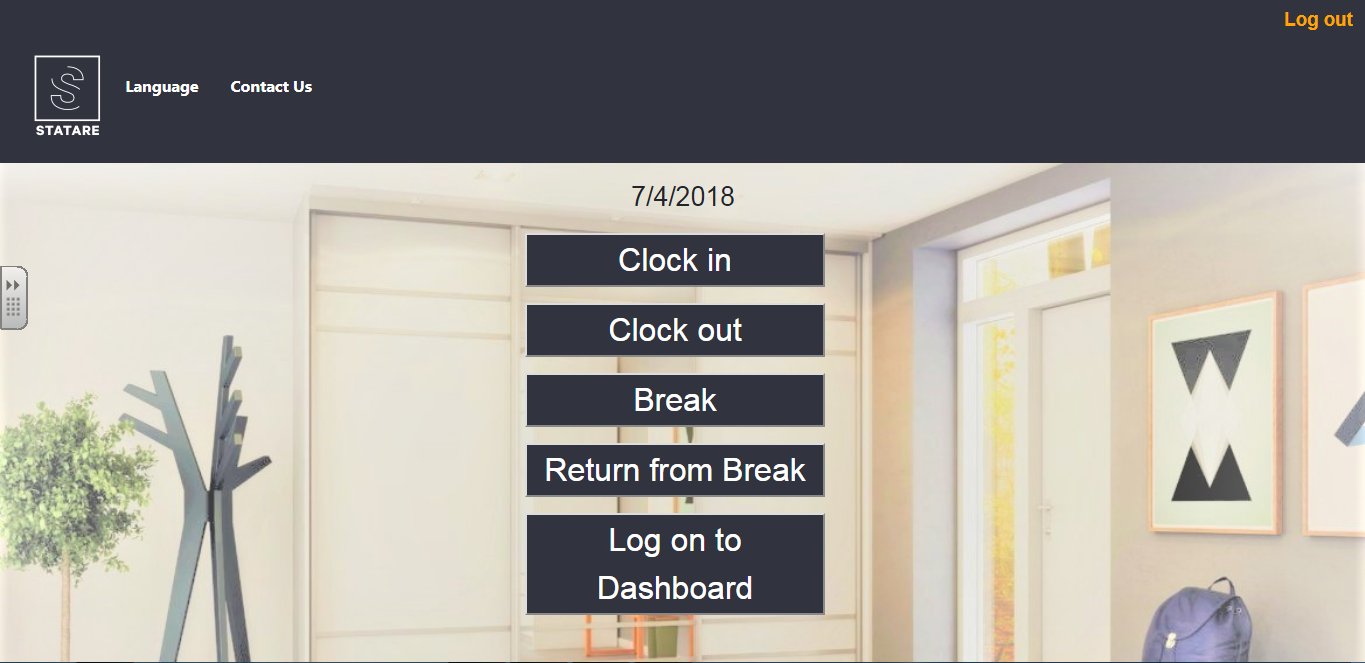 Log out
Language Contact Us
STATARE
7/4/2018
Clock in
Clock out
Break
Return from Break
Log on to
Dashboard